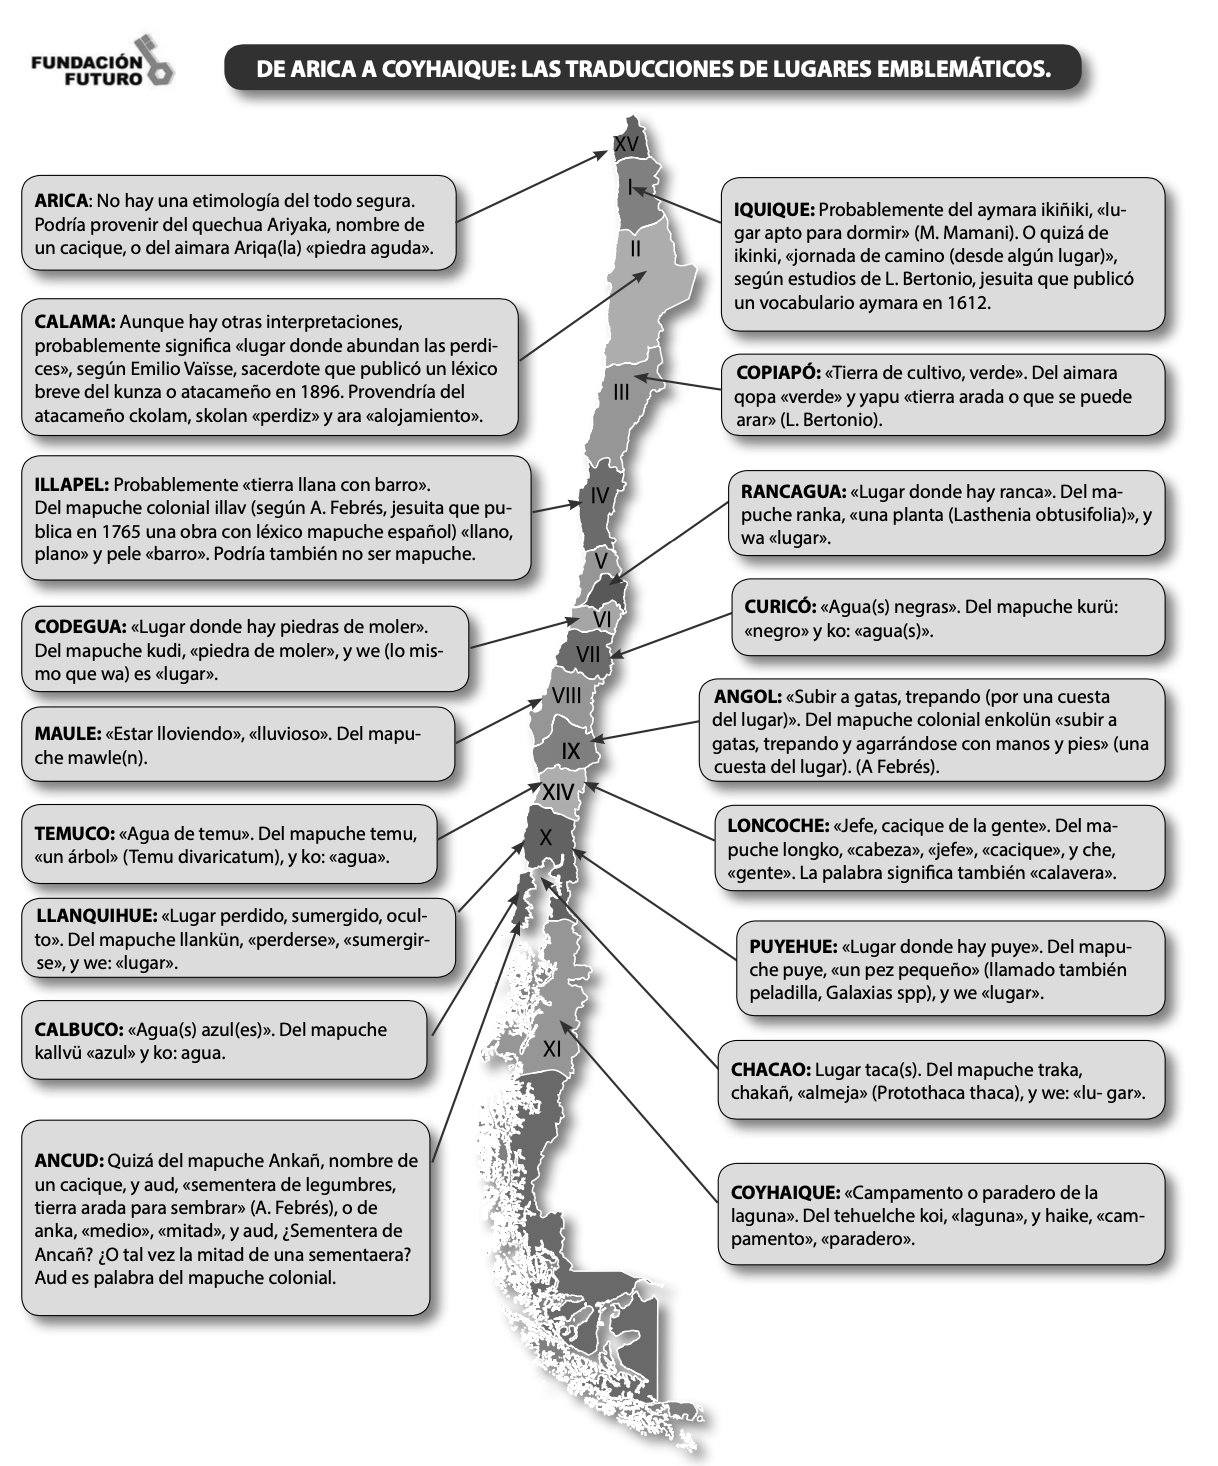 FUNDACIÓN
FUTURO
DE ARICA A COYHAIQUE: LAS TRADUCCIONES DE LUGARES EMBLEMÁTICOS.
ARICA: No hay una etimología del todo segura.
Podría provenir del quechua Ariyaka, nombre de
un cacique, o del aimara Ariqa(la) «piedra aguda».
CALAMA: Aunque hay otras interpretaciones,
probablemente significa «lugar donde abundan las perdi-
ces», según Emilio Vaïsse, sacerdote que publicó un léxico
breve del kunza o atacameño en 1896. Provendría del
atacameño ckolam, skolan «perdiz» y ara «alojamiento».
ILLAPEL: Probablemente «tierra llana con barro».
Del mapuche colonial illav (según A. Febrés, jesuita que pu-
blica en 1765 una obra con léxico mapuche español) «llano,
plano» y pele «barro». Podría también no ser mapuche.
CODEGUA: «Lugar donde hay piedras de moler».
Del mapuche kudi, «piedra de moler», y we (lo mis-
mo que wa) es «lugar».
MAULE: «Estar lloviendo», «lluvioso». Del mapu-
che mawle(n).
TEMUCO: «Agua de temu». Del mapuche temu,
«un árbol» (Temu divaricatum), y ko: «agua».
LLANQUIHUE: «Lugar perdido, sumergido, ocul-
to». Del mapuche llankün, «perderse», «sumergir-
se», y we: «lugar».
CALBUCO: «Agua(s) azul(es)». Del mapuche
kallvü «azul» y ko: agua.
ANCUD: Quizá del mapuche Ankañ, nombre de
un cacique, y aud, «sementera de legumbres,
tierra arada para sembrar» (A. Febrés), o de
anka, «medio», «mitad», y aud, ¿Sementera de
Ancañ? ¿O tal vez la mitad de una sementaera?
Aud es palabra del mapuche colonial.
XV
I
II
III
IV
V
VI
VII
VIII
IX
XIV
X
XI
IQUIQUE: Probablemente del aymara ikiñiki, «lu-
gar apto para dormir» (M. Mamani). O quizá de
ikinki, «jornada de camino (desde algún lugar)»,
según estudios de L. Bertonio, jesuita que publicó
un vocabulario aymara en 1612.
COPIAPÓ: «Tierra de cultivo, verde». Del aimara
qopa «verde» y yapu «tierra arada o que se puede
arar» (L. Bertonio).
RANCAGUA: «Lugar donde hay ranca». Del ma-
puche ranka, «una planta (Lasthenia obtusifolia)», y
wa «lugar».
CURICÓ: «Agua(s) negras». Del mapuche kurü:
«negro» y ko: «agua(s)».
ANGOL: «Subir a gatas, trepando (por una cuesta
del lugar)». Del mapuche colonial enkolün «subir a
gatas, trepando y agarrándose con manos y pies» (una
cuesta del lugar). (A Febrés).
LONCOCHE: «Jefe, cacique de la gente». Del ma-
puche longko, «cabeza», «jefe», «cacique», y che,
«gente». La palabra significa también «calavera».
PUYEHUE: «Lugar donde hay puye». Del mapu-
che puye, «un pez pequeño» (llamado también
peladilla, Galaxias spp), y we «lugar».
CHACAO: Lugar taca(s). Del mapuche traka,
chakañ, «almeja» (Protothaca thaca), y we: «lu- gar».
COYHAIQUE: «Campamento o paradero de la
laguna». Del tehuelche koi, «laguna», y haike, «cam-
pamento», «paradero».